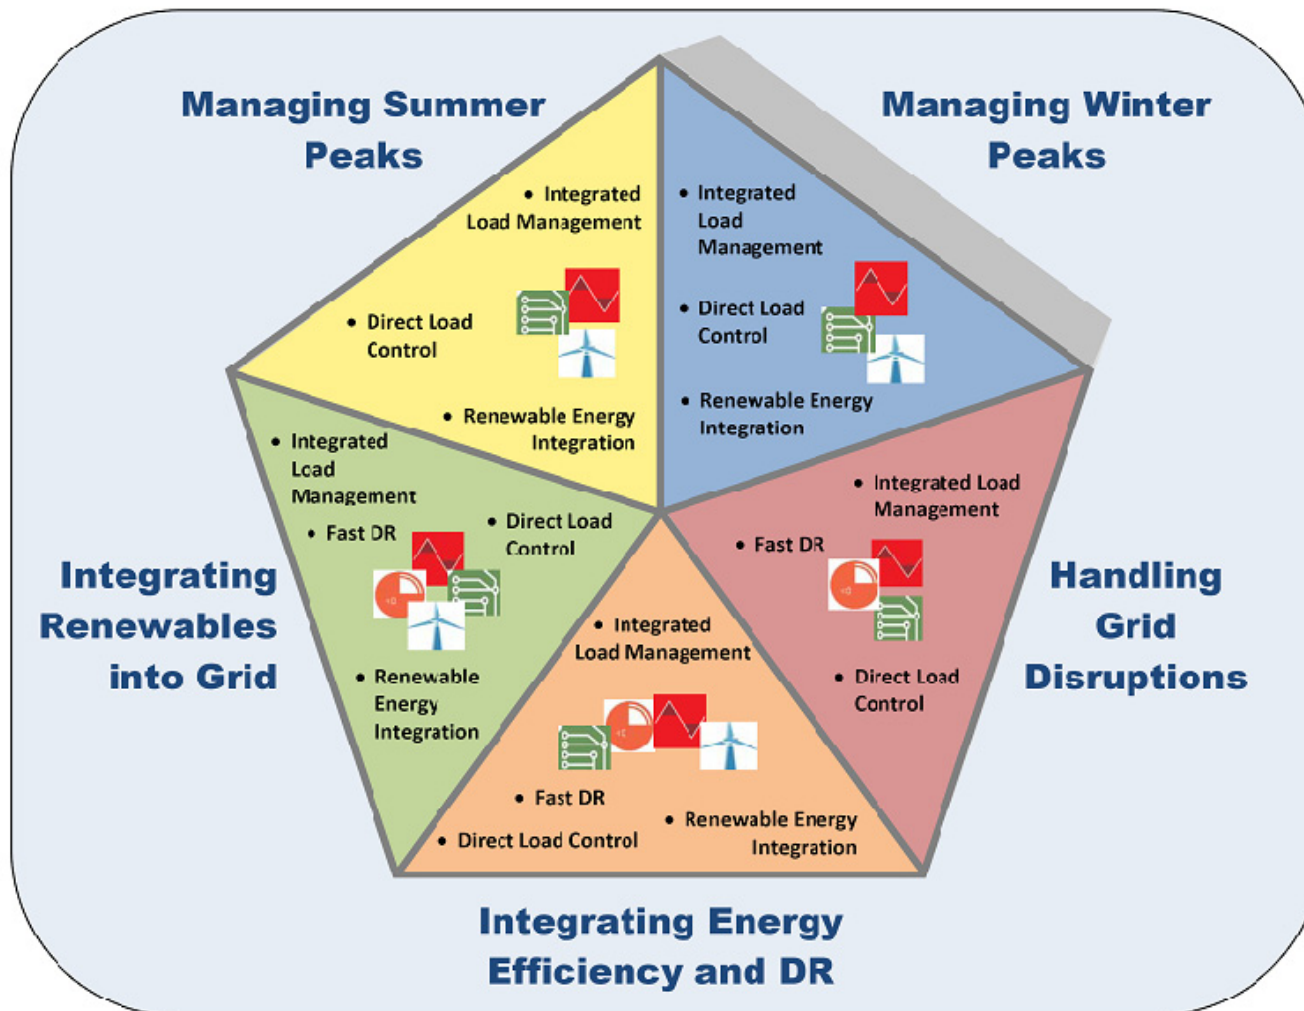 Managing Summer
Peaks
Managing Winter
Peaks
• Integrated
Load Management
• Direct Load
Control
• Renewable Energy
Integration
• Integrated
Load
Management
• Direct Load
Control
• Renewable Energy
Integration
• Integrated
Load
Management
• Fast DR
• Direct Load
Control
• Renewable
Energy
Integration
Integrating
Renewables
into Grid
• Integrated Load
Management
• Fast DR
• Direct Load
Control
Handling
Grid
Disruptions
• Integrated
Load Management
• Fast DR
• Direct Load Control
• Renewable Energy
Integration
Integrating Energy
Efficiency and DR